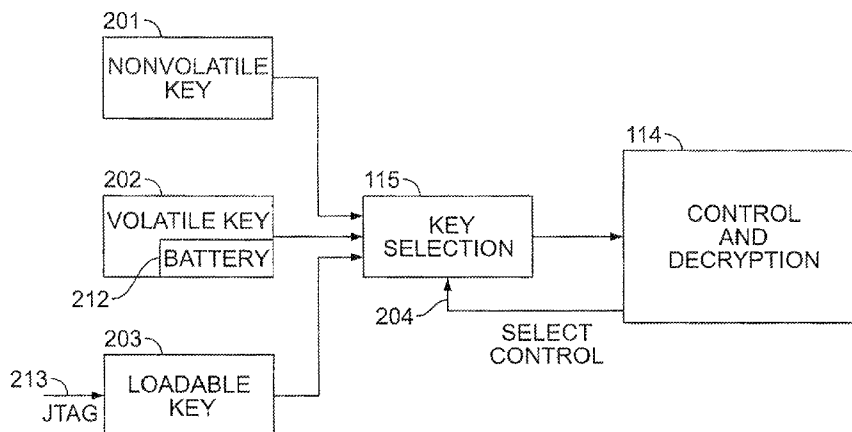 201
NONVOLATILE
KEY
202
VOLATILE KEY
BATTERY
212
203
213
JTAG
LOADABLE
KEY
115
KEY
SELECTION
204
SELECT
CONTROL
114
CONTROL
AND
DECRYPTION